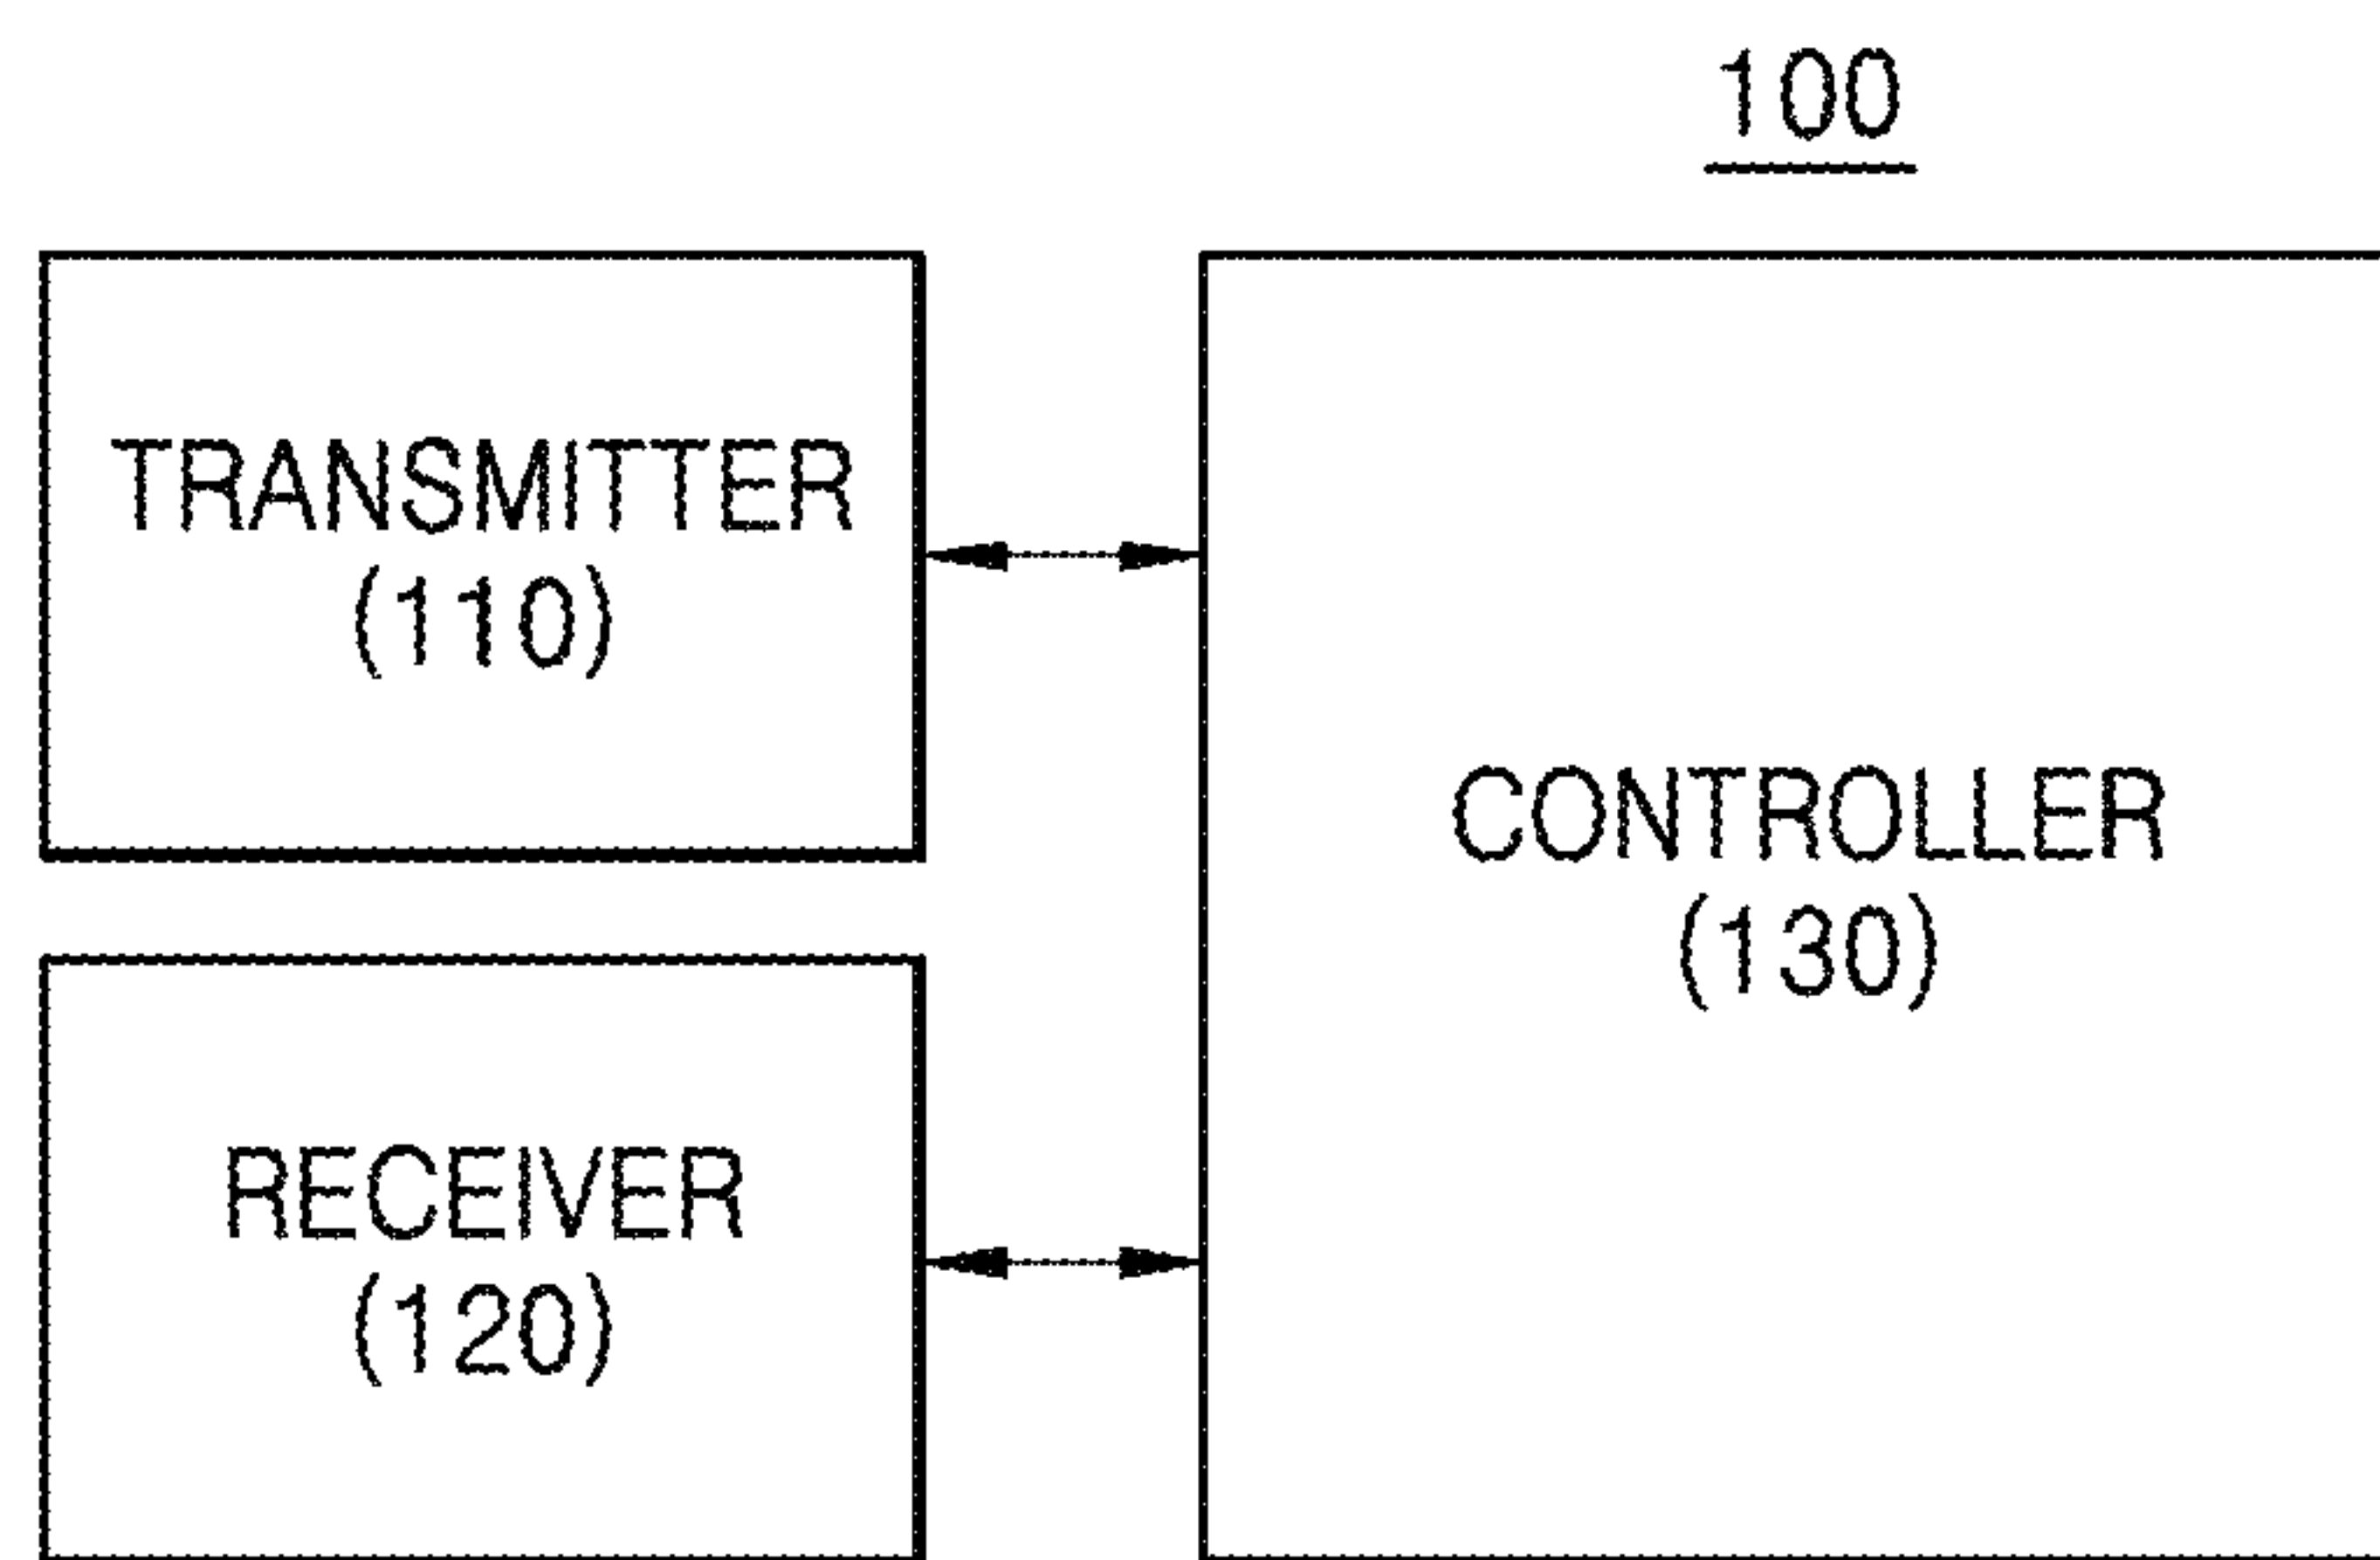 100
TRANSMITTER
(110)
CONTROLLER
(130)
RECEIVER
(120)